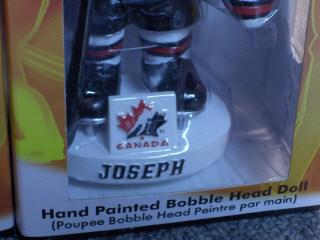 CANADA
JOSEPH
Hand Painted Bobble Head Doll
(Poupee Bobble Head Peintre par main)